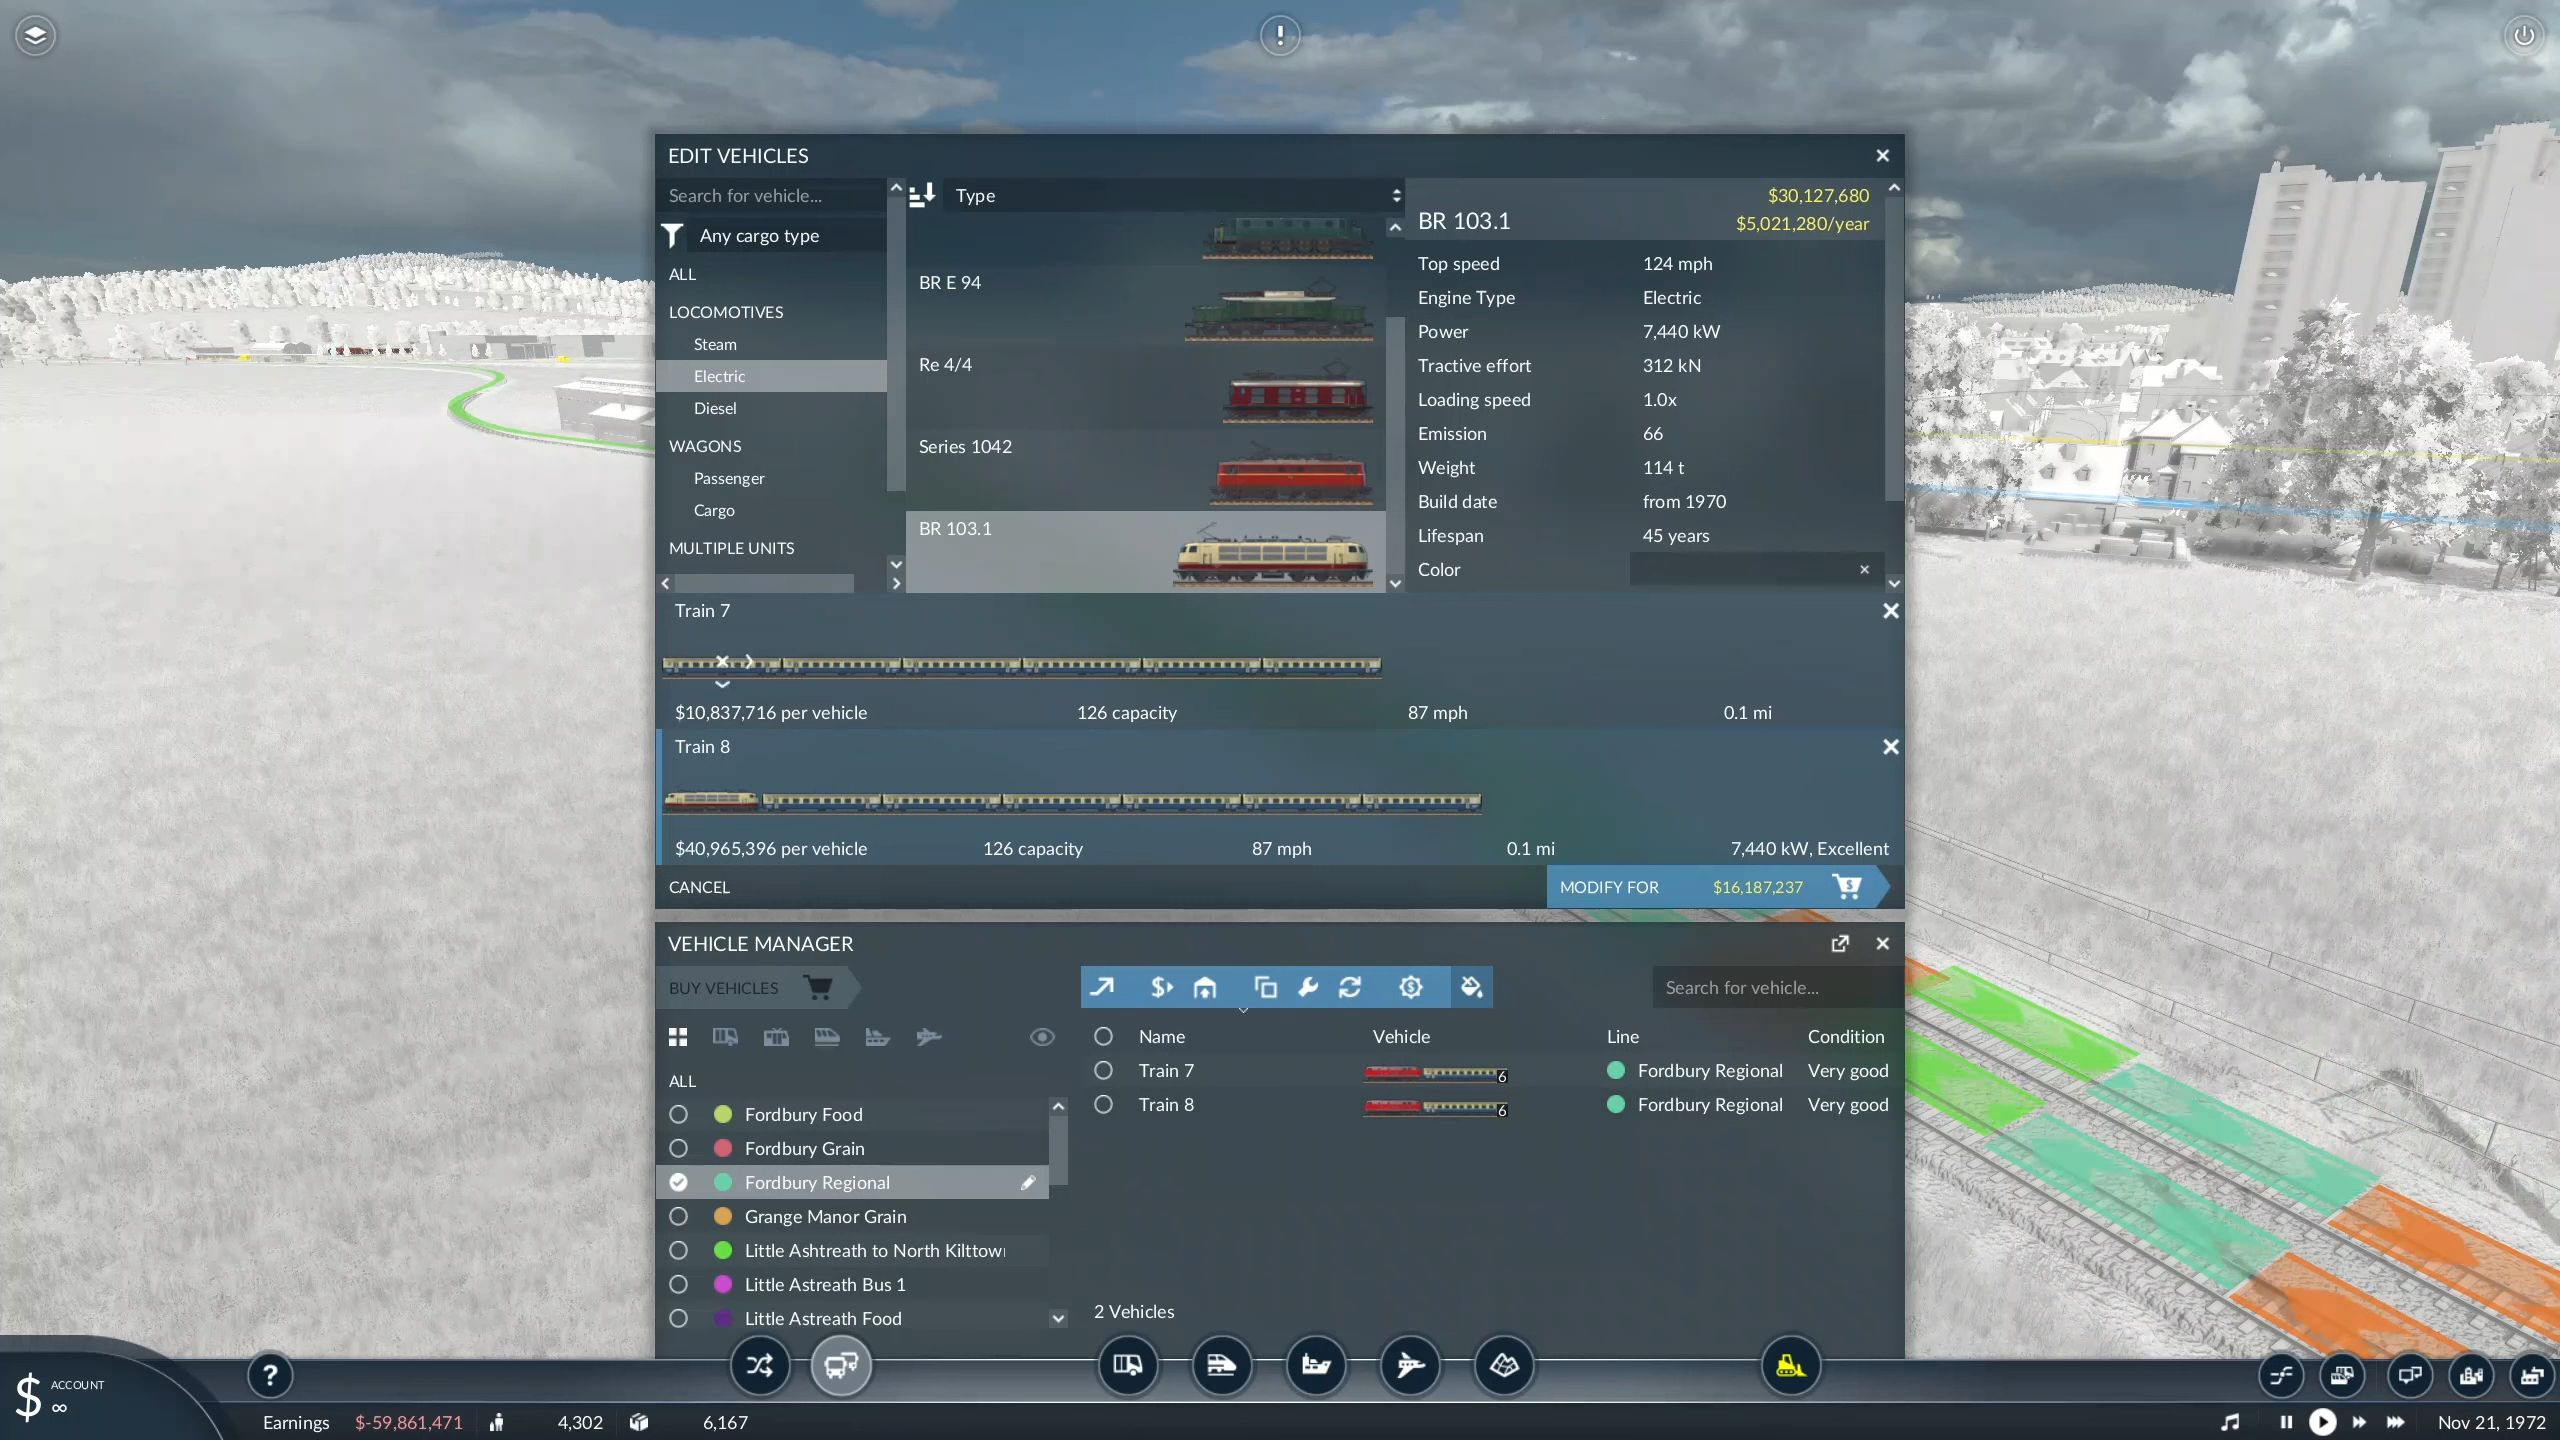 EDIT VEHICLES
Search for vehicle...
Type
Any cargo type
ALL
LOCOMOTIVES
Steam
Electric
Diesel
WAGONS
Passenger
Cargo
MULTIPLE UNITS
BR E 94
Re 4/4
Series 1042
BR 103.1
$30,127,680
BR 103.1
$5,021,280/year
Top speed 124 mph
Engine Type Electric
Power 7,440 kW
Tractive effort 312 kN
Loading speed 1.0x
Emission 66
Weight 114 t
Build date from 1970
Lifespan 45 years
Color
Train 7
$10,837,716 per vehicle 126 capacity 87 mph 0.1 mi
Train 8
$40,965,396 per vehicle 126 capacity 87 mph 0.1 mi 7,440 kW, Excellent
CANCEL
MODIFY FOR $16,187,237
VEHICLE MANAGER
BUY VEHICLES
Search for vehicle...
ALL
Fordbury Food
Fordbury Grain
Fordbury Regional
Grange Manor Grain
Little Ashtreath to North Kilttow
Little Astreath Bus 1
Little Astreath Food
Name Vehicle Line Condition
Train 7 6 Fordbury Regional Very good
Train 8 6 Fordbury Regional Very good
2 Vehicles
ACCOUNT
∞
Earnings $-59,861,471 4,302 6,167
Nov 21, 1972